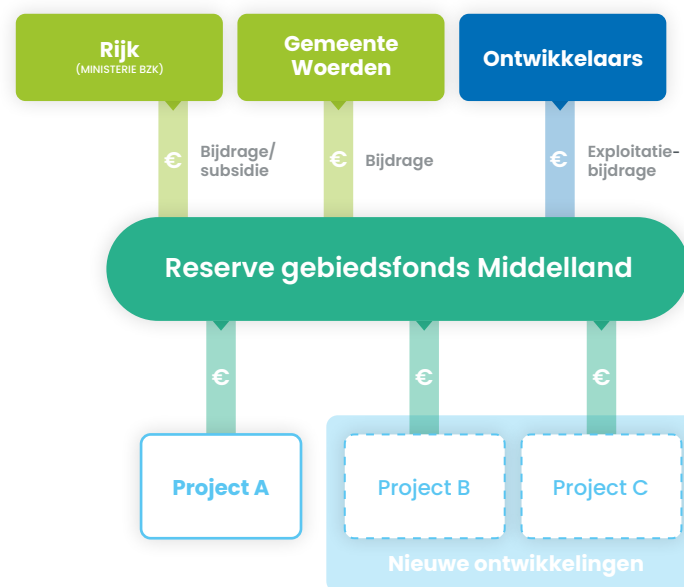 Rijk
(MINISTERIE BZK)
Gemeente
Woerden
Ontwikkelaars
€
Bijdrage/
subsidie
€
Bijdrage
€
Exploitatie-
bijdrage
Reserve gebiedsfonds Middelland
€
€
€
Project A
Project B
Project C
Nieuwe ontwikkelingen